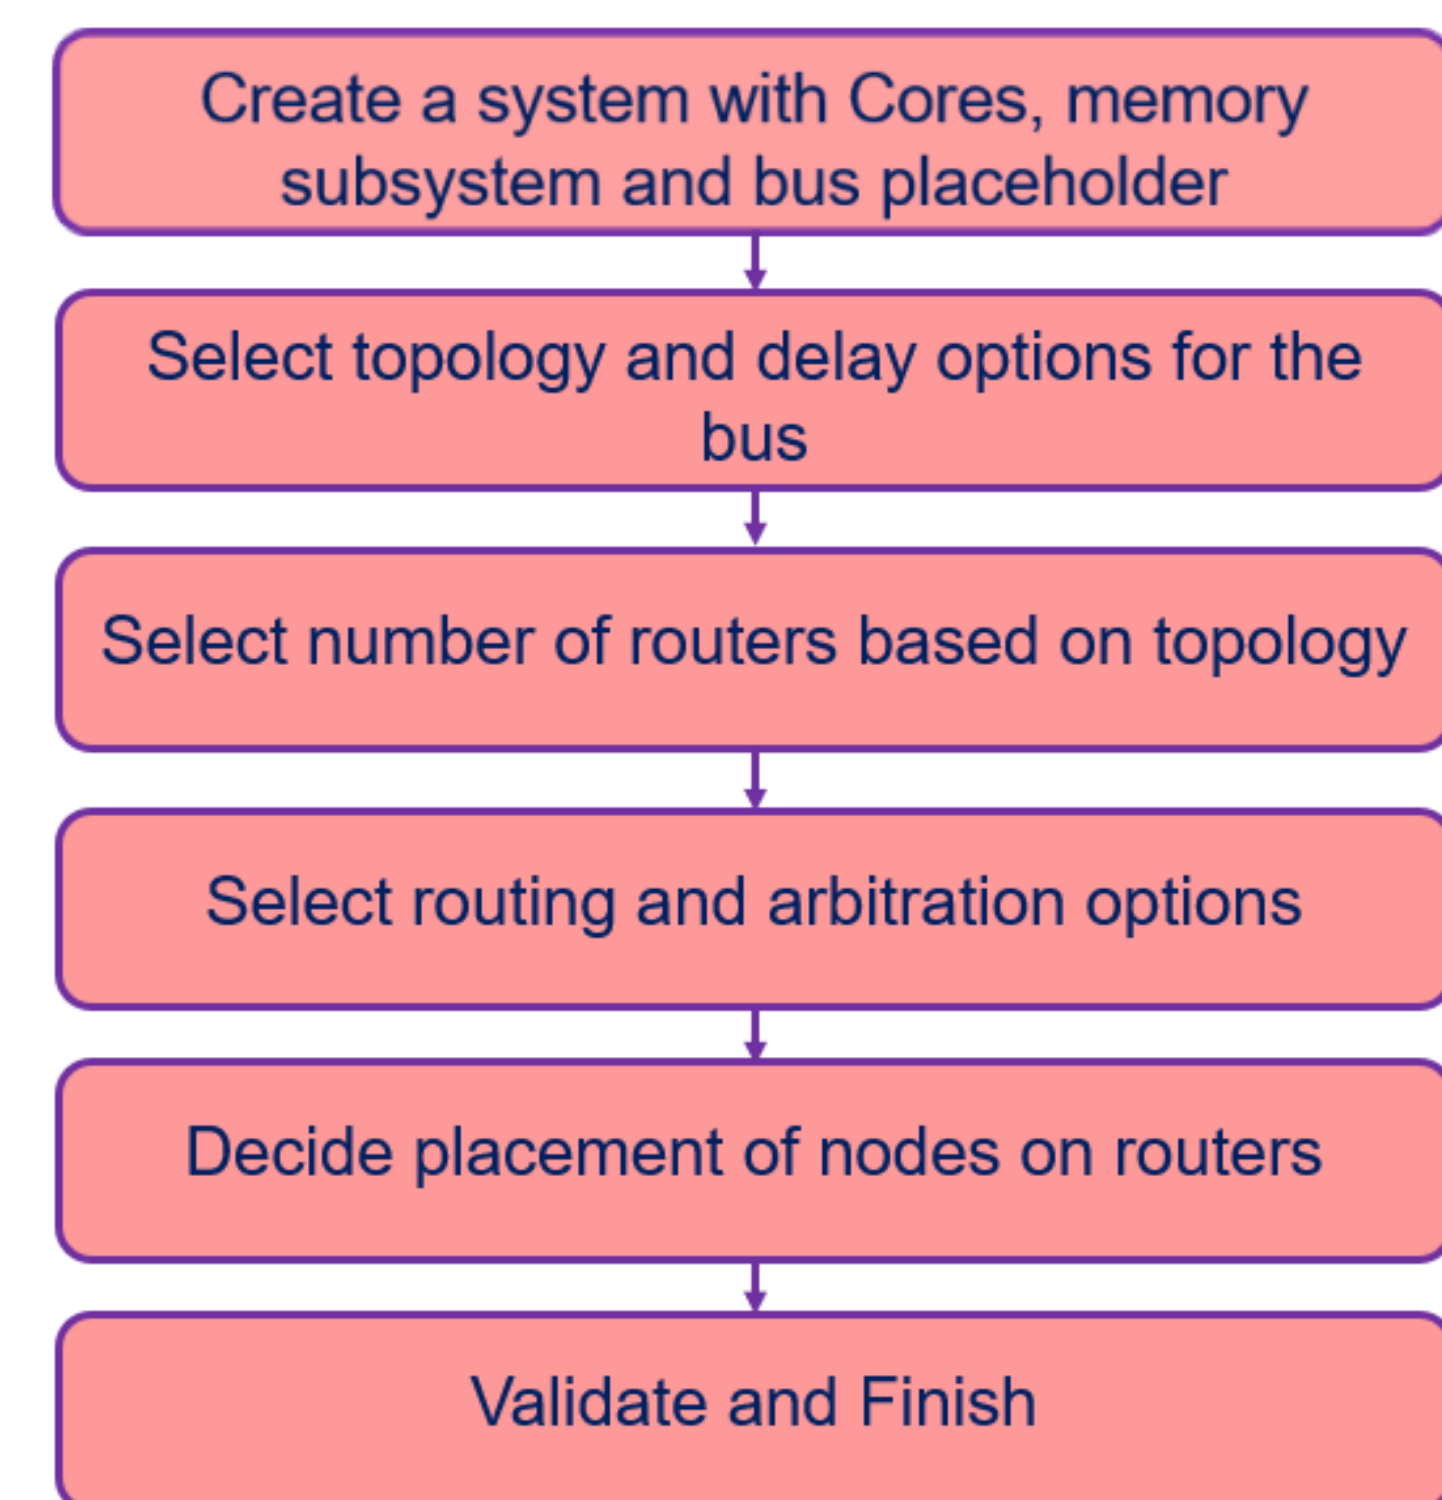 Create a system with Cores, memory
subsystem and bus placeholder
Select topology and delay options for the
bus
Select number of routers based on topology
Select routing and arbitration options
Decide placement of nodes on routers
Validate and Finish